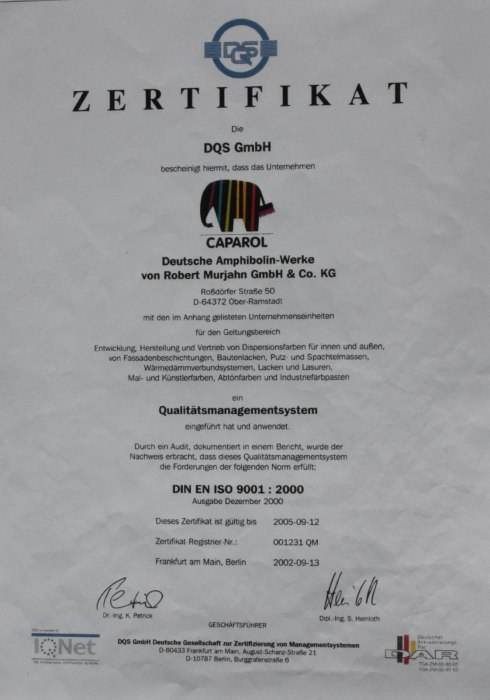 DQS
ZERTIFIKAT
Die
DQS GmbH
bescheinigt hiermit, dass das Unternehmen
CAPAROL
Deutsche Amphibolin-Werke
von Robert Murjahn GmbH & Co. KG
Roßdörfer Straße 50
D-64372 Ober-Ramstadt
mit den im Anhang gelisteten Unternehmenseinheiten
für den Geltungsbereich
Entwicklung, Herstellung und Vertrieb von Dispersionsfarben für innen und außen,
von Fassadenbeschichtungen, Bautenlacken, Putz- und Spachtelmassen,
Wärmedämmverbundsystemen, Lacken und Lasuren,
Mal- und Künstlerfarben, Abtönfarben und Industriefarbpasten
ein
Qualitätsmanagementsystem
eingeführt hat und anwendet.
Durch ein Audit, dokumentiert in einem Bericht, wurde der
Nachweis erbracht, dass dieses Qualitätsmanagementsystem
die Forderungen der folgenden Norm erfüllt:
DIN EN ISO 9001 : 2000
Ausgabe Dezember 2000
Dieses Zertifikat ist gültig bis 2005-09-12
Zertifikat-Registrier-Nr.: 001231 QM
Frankfurt am Main, Berlin 2002-09-13
Dr.-Ing. K. Petrick
Dipl.-Ing. S. Heinloth
GESCHÄFTSFÜHRER
IQNet
DQS GmbH Deutsche Gesellschaft zur Zertifizierung von Managementsystemen
D-60433 Frankfurt am Main, August-Schanz-Straße 21
D-10787 Berlin, Burggrafenstraße 6
Deutscher
Akkreditierungs
Rat
DAR